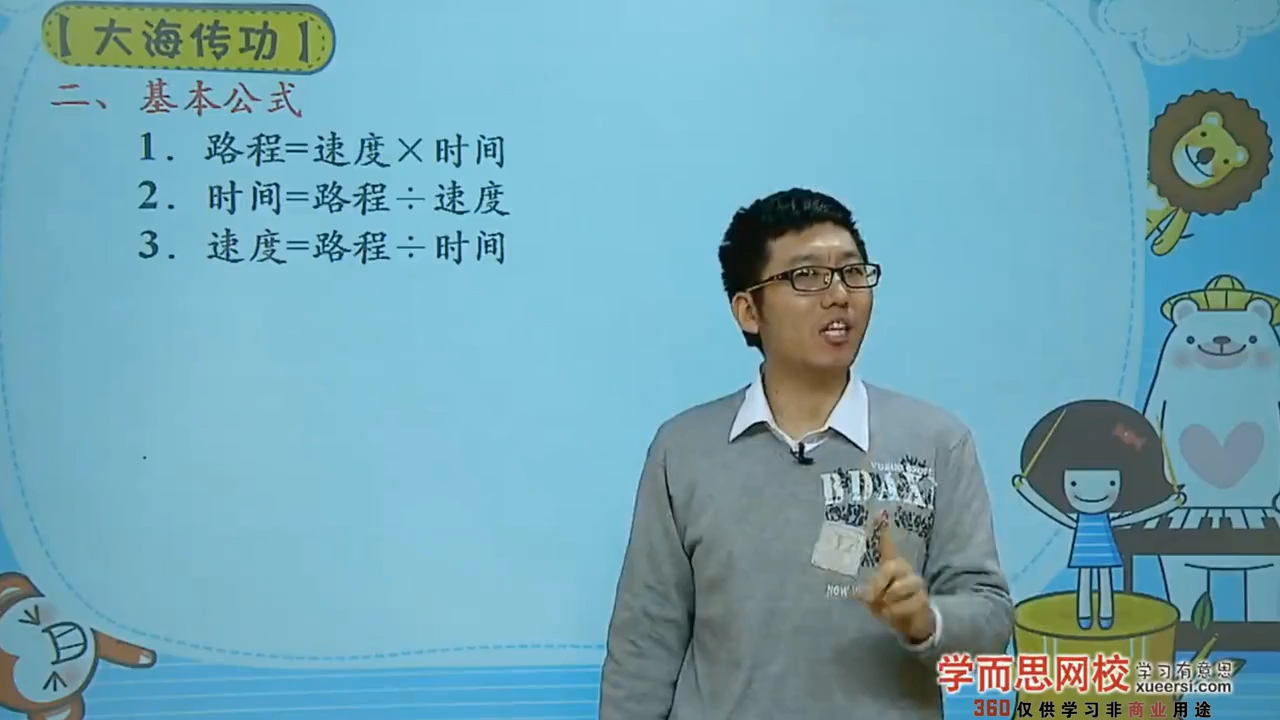 【大海传功】
二、基本公式
1. 路程=速度×时间
2. 时间=路程÷速度
3. 速度=路程÷时间
BDAX
NOW
学而思网校 学习有意思
xueersi.com
360仅供学习非商业用途